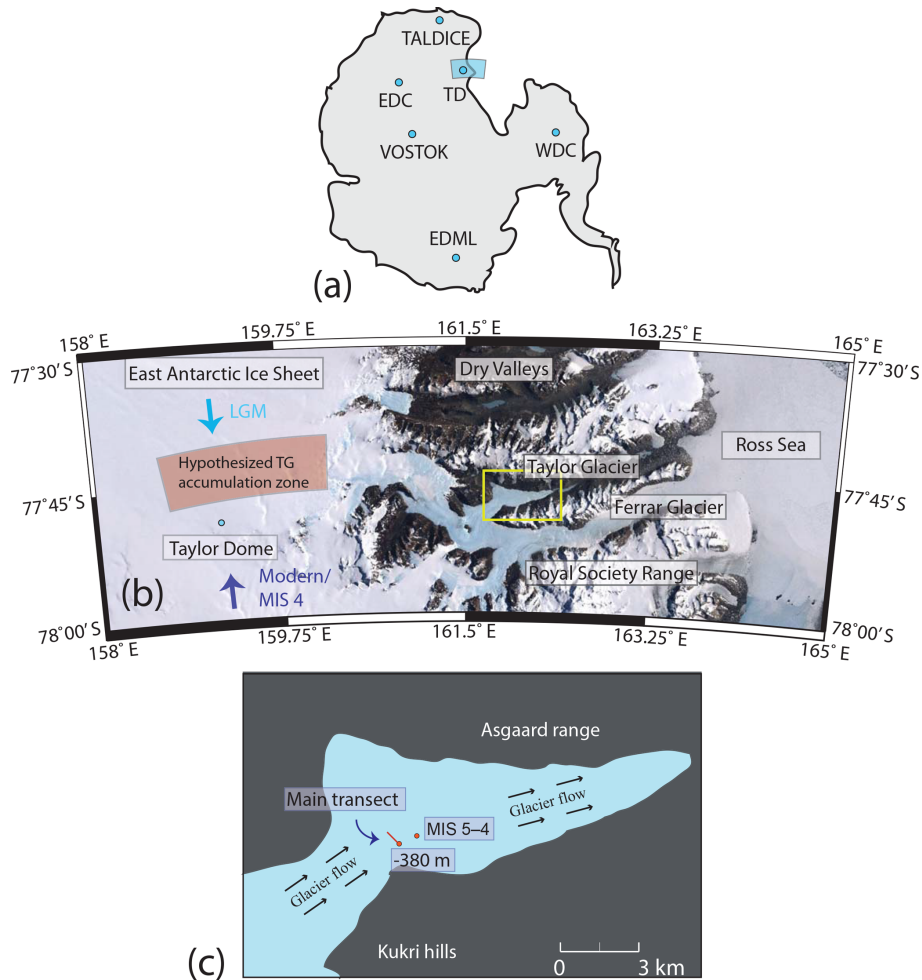 TALDICE
TD
EDC
VOSTOK
WDC
EDML
(a)
158° E
159.75° E
161.5° E
163.25° E
165° E
77°30' S
77°30' S
East Antarctic Ice Sheet
Dry Valleys
LGM
Ross Sea
Hypothesized TG
accumulation zone
Taylor Glacier
77°45' S
77°45' S
Ferrar Glacier
Taylor Dome
Modern/
MIS 4
Royal Society Range
(b)
78°00' S
78°00' S
158° E
159.75° E
161.5° E
163.25° E
165° E
Asgaard range
Main transect
Glacier flow
MIS 5–4
-380 m
Glacier flow
Kukri hills
0
3 km
(c)